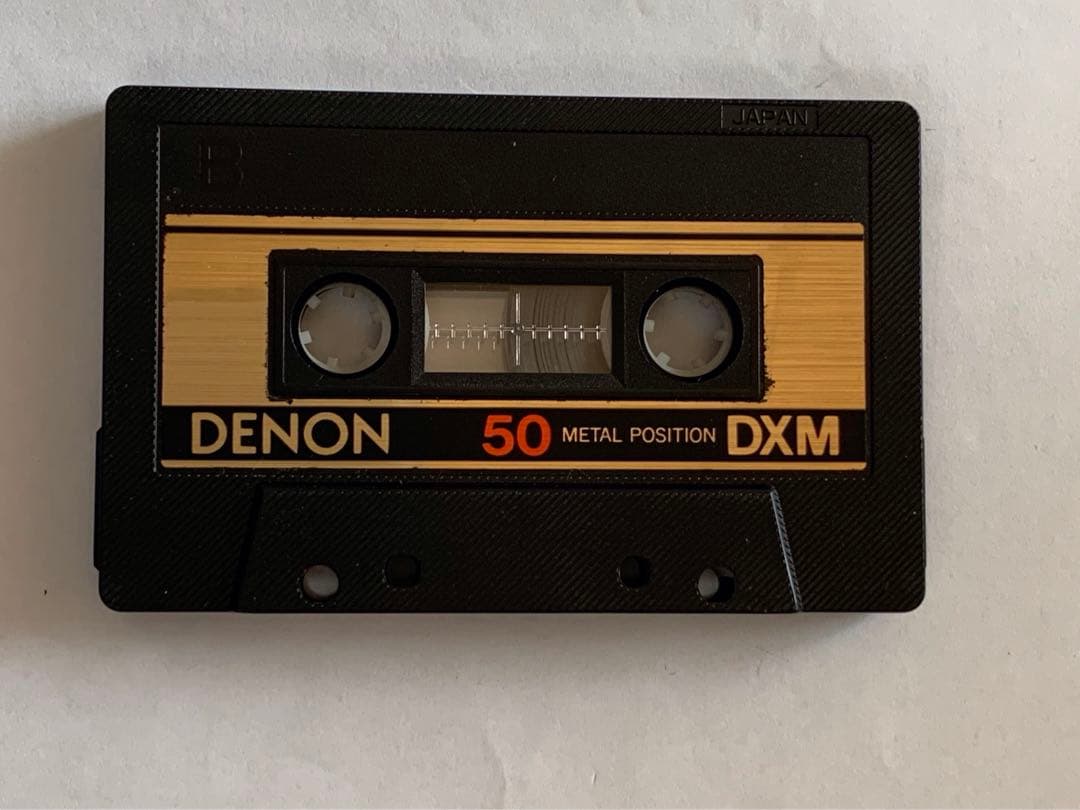 JAPAN
B
DENON 50 METAL POSITION DXM